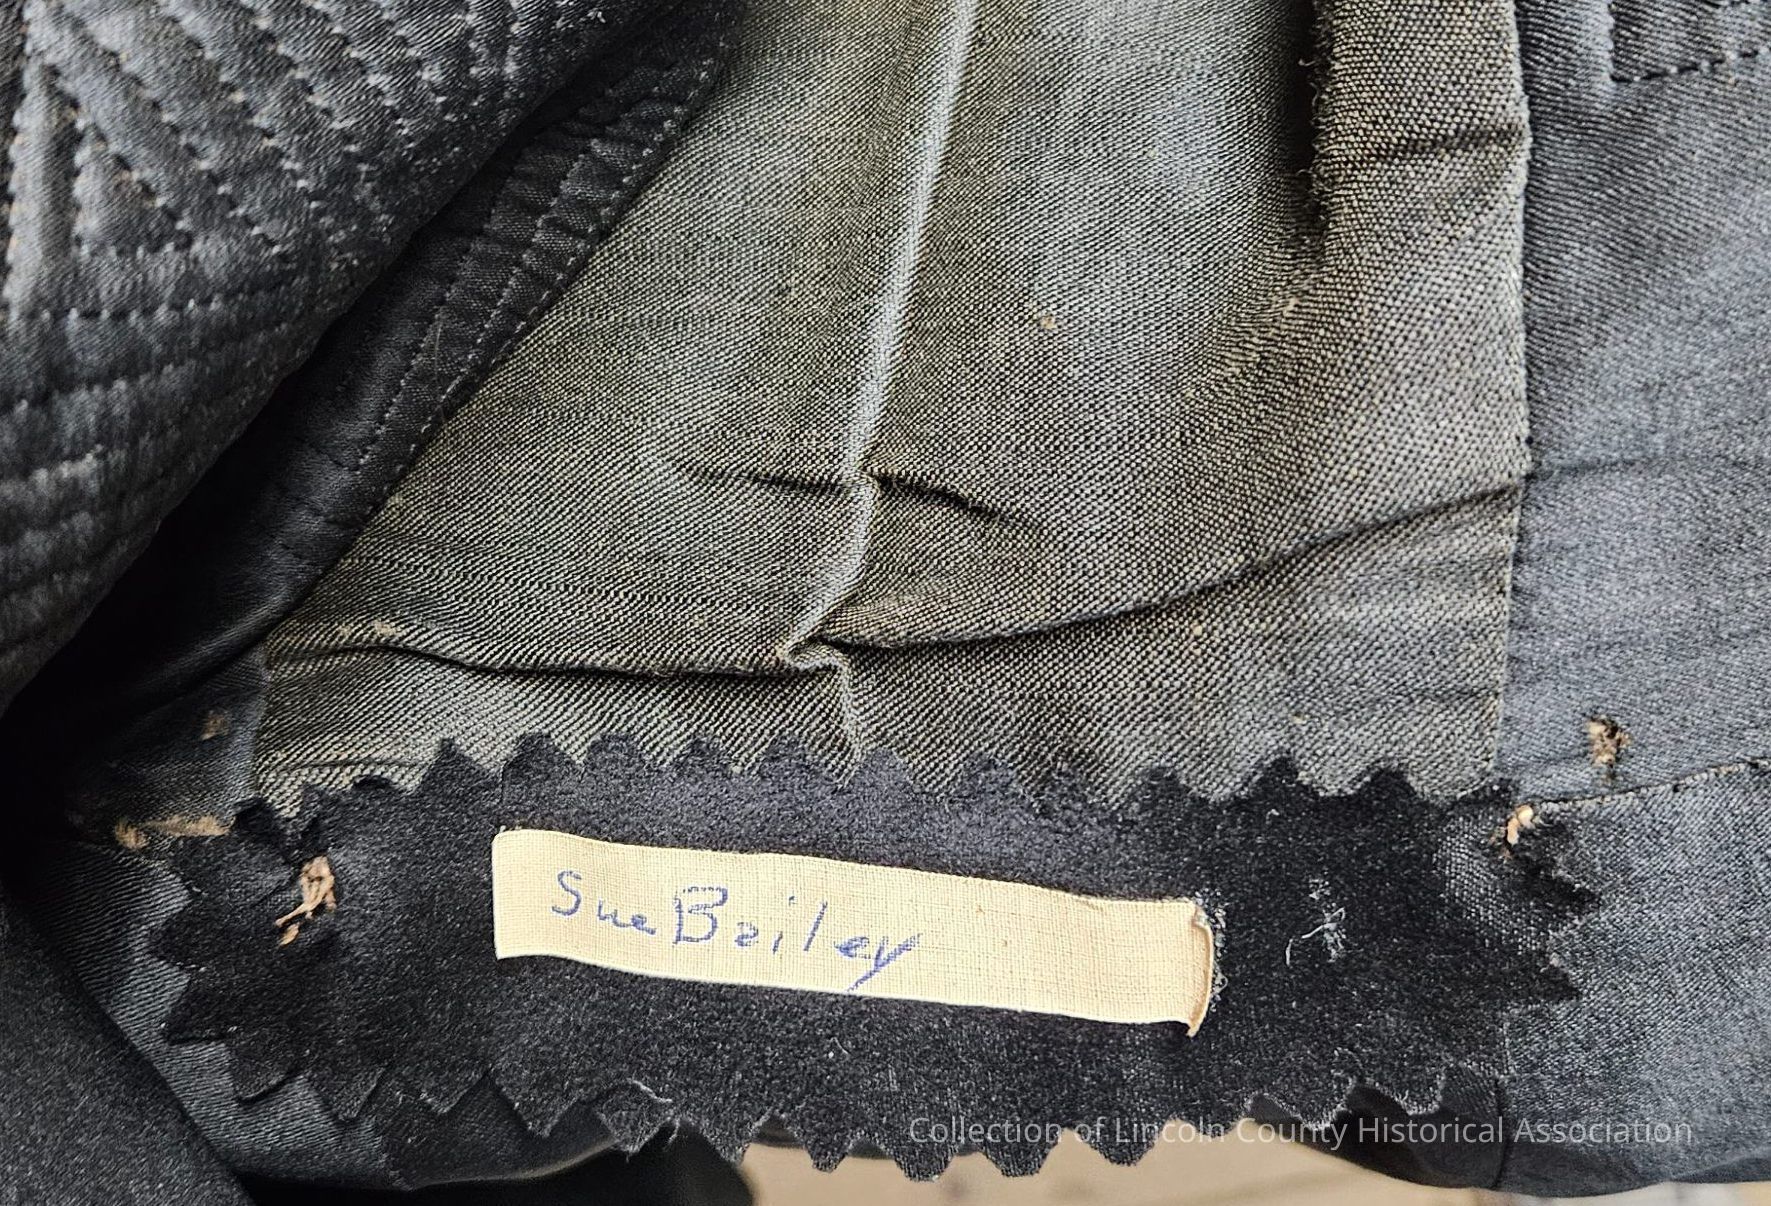 Sue Bailey
Collection of Lincoln County Historical Association